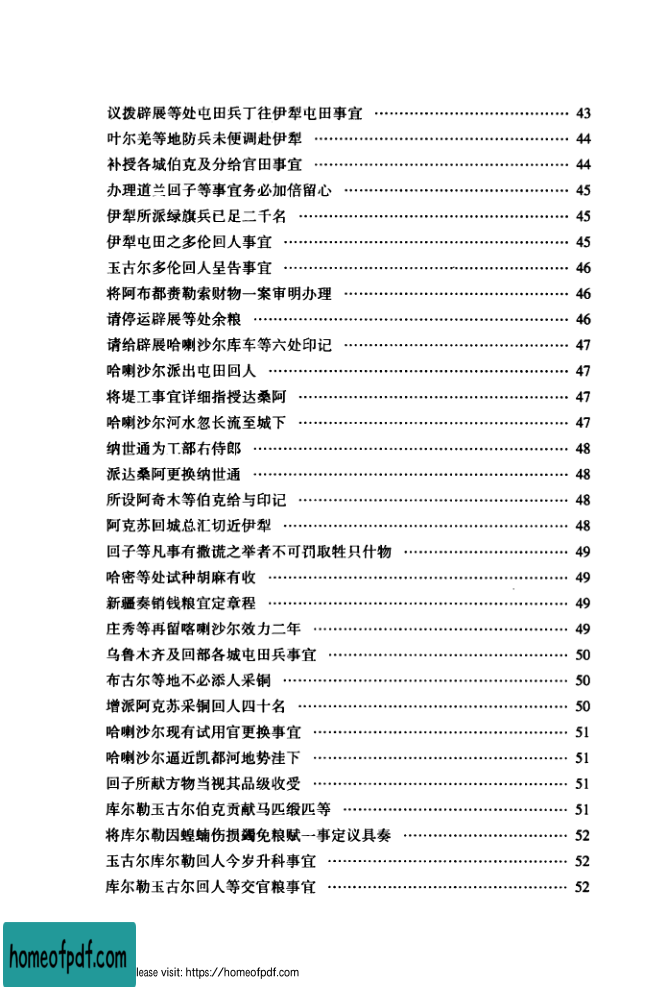 议拨辟展等处屯田兵丁往伊犁屯田事宜 …………………………………… 43
叶尔羌等地防兵未便调赴伊犁 …………………………………… 44
补授各城伯克及分给官田事宜 …………………………………… 44
办理道兰回子等事宜务必加倍留心 …………………………………… 45
伊犁所派绿旗兵已足二千名 …………………………………… 45
伊犁屯田之多伦回人事宜 …………………………………… 45
玉古尔多伦回人呈告事宜 …………………………………… 46
将阿布都赉勒索财物一案审明办理 …………………………………… 46
请停运辟展等处余粮 …………………………………… 46
请给辟展哈喇沙尔库车等六处印记 …………………………………… 47
哈喇沙尔派出屯田回人 …………………………………… 47
将堤工事宜详细指授达桑阿 …………………………………… 47
哈喇沙尔河水忽长流至城下 …………………………………… 47
纳世通为工部右侍郎 …………………………………… 48
派达桑阿更换纳世通 …………………………………… 48
所设阿奇木等伯克给与印记 …………………………………… 48
阿克苏回城总汇切近伊犁 …………………………………… 48
回子等凡事有撒谎之举者不可罚取牲只什物 …………………………………… 49
哈密等处试种胡麻有收 …………………………………… 49
新疆奏销钱粮宜定章程 …………………………………… 49
庄秀等再留喀喇沙尔效力二年 …………………………………… 49
乌鲁木齐及回部各城屯田兵事宜 …………………………………… 50
布古尔等地不必添人采铜 …………………………………… 50
增派阿克苏采铜回人四十名 …………………………………… 50
哈喇沙尔现有试用官更换事宜 …………………………………… 51
哈喇沙尔逼近凯都河地势洼下 …………………………………… 51
回子所献方物当视其品级收受 …………………………………… 51
库尔勒玉古尔伯克贡献马匹缎匹等 …………………………………… 51
将库尔勒因蝗蝻伤损蠲免粮赋一事定议具奏 …………………………………… 52
玉古尔库尔勒回人今岁升科事宜 …………………………………… 52
库尔勒玉古尔回人等交官粮事宜 …………………………………… 52
homeofpdf.com
lease visit: https://homeofpdf.com